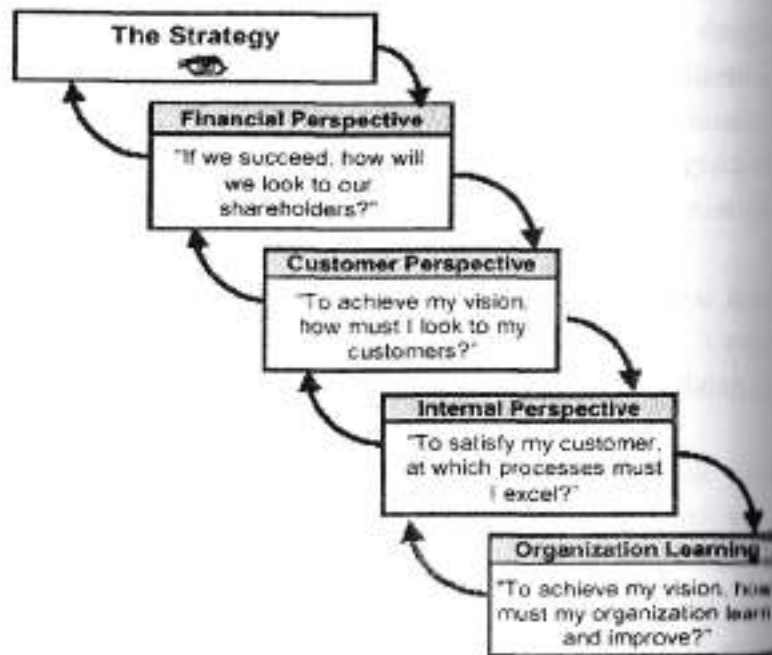 The Strategy
Financial Perspective
"If we succeed, how will
we look to our
shareholders?"
Customer Perspective
"To achieve my vision,
how must I look to my
customers?"
Internal Perspective
"To satisfy my customer,
at which processes must
I excel?"
Organization Learning
"To achieve my vision, how
must my organization learn
and improve?"